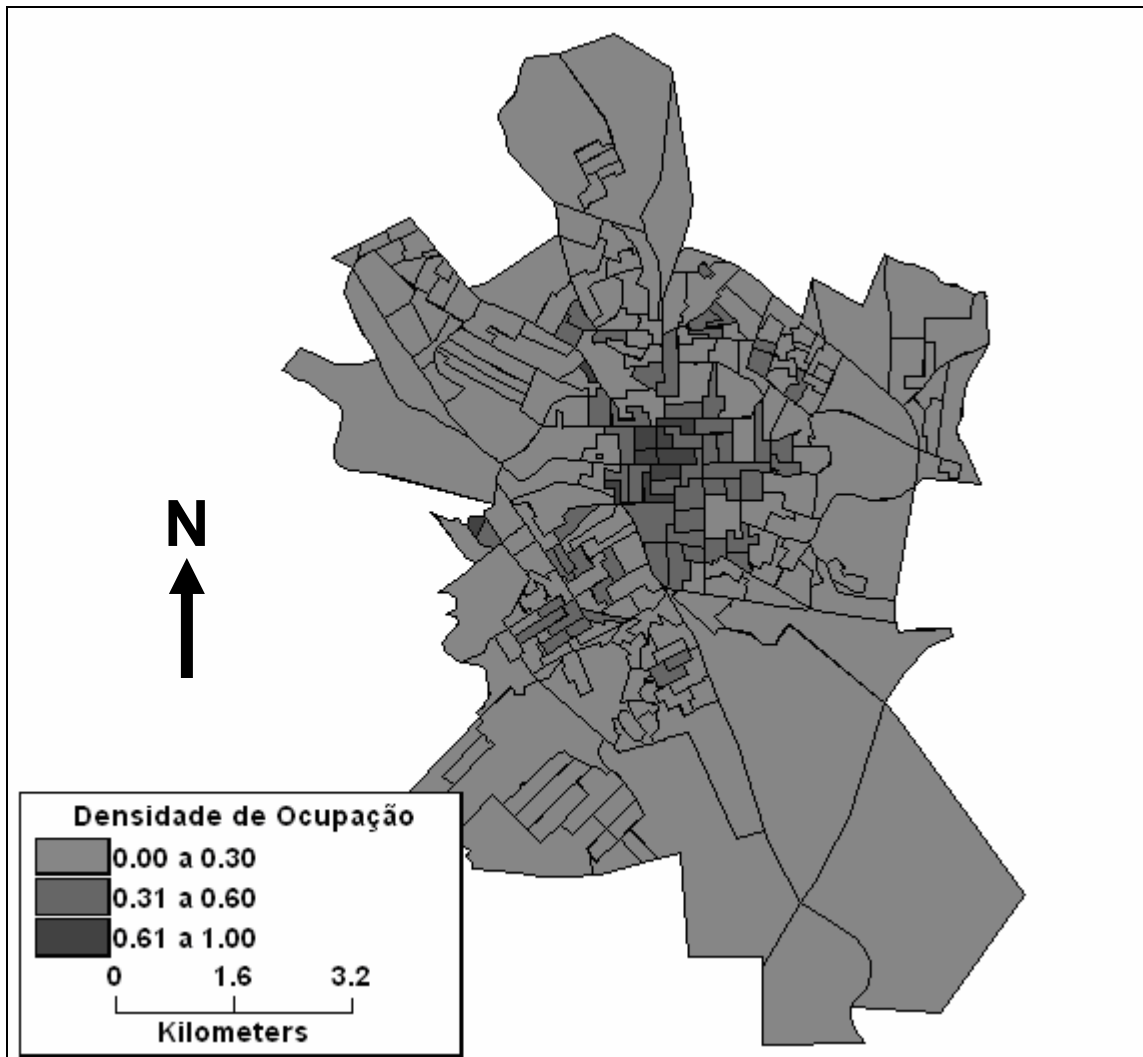 N
Densidade de Ocupação
0.00 a 0.30
0.31 a 0.60
0.61 a 1.00
0 1.6 3.2
Kilometers